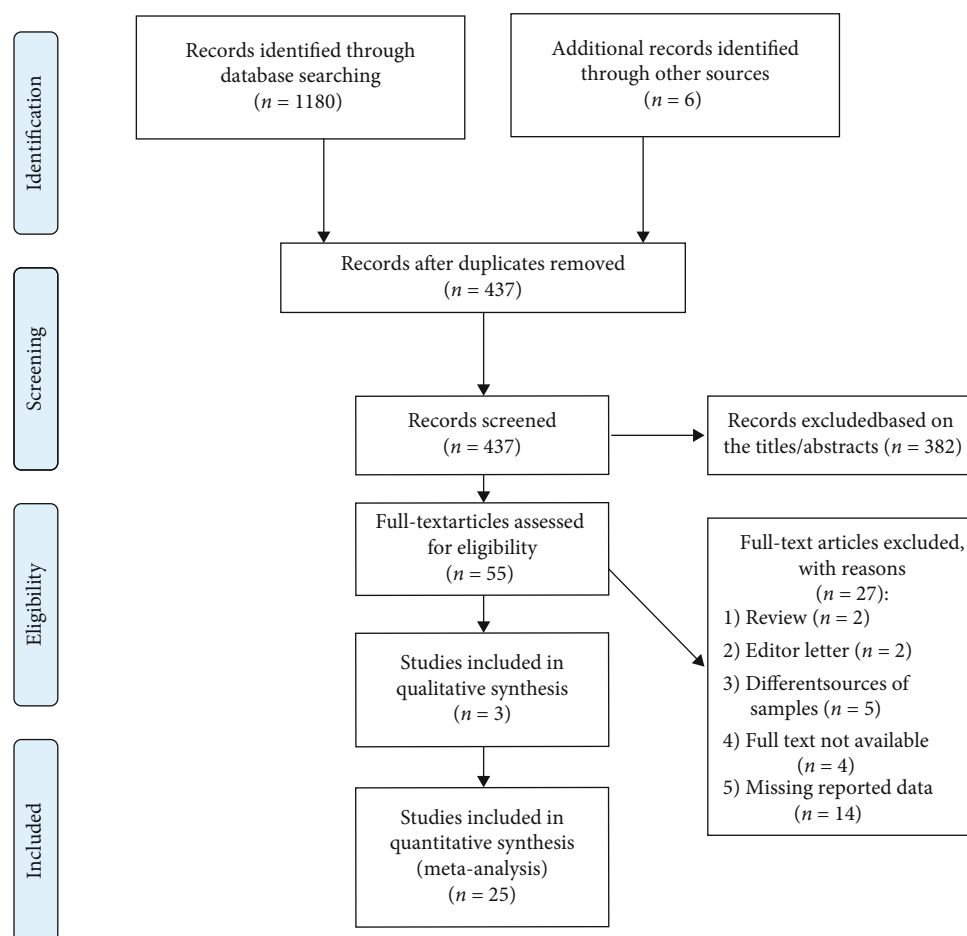 Identification
Records identified through
database searching
(n = 1180)
Additional records identified
through other sources
(n = 6)
Records after duplicates removed
(n = 437)
Screening
Records screened
(n = 437)
Records excludedbased on
the titles/abstracts (n = 382)
Eligibility
Full-textarticles assessed
for eligibility
(n = 55)
Full-text articles excluded,
with reasons
(n = 27):
1) Review (n = 2)
2) Editor letter (n = 2)
3) Differentsources of
samples (n = 5)
4) Full text not available
(n = 4)
5) Missing reported data
(n = 14)
Studies included in
qualitative synthesis
(n = 3)
Included
Studies included in
quantitative synthesis
(meta-analysis)
(n = 25)